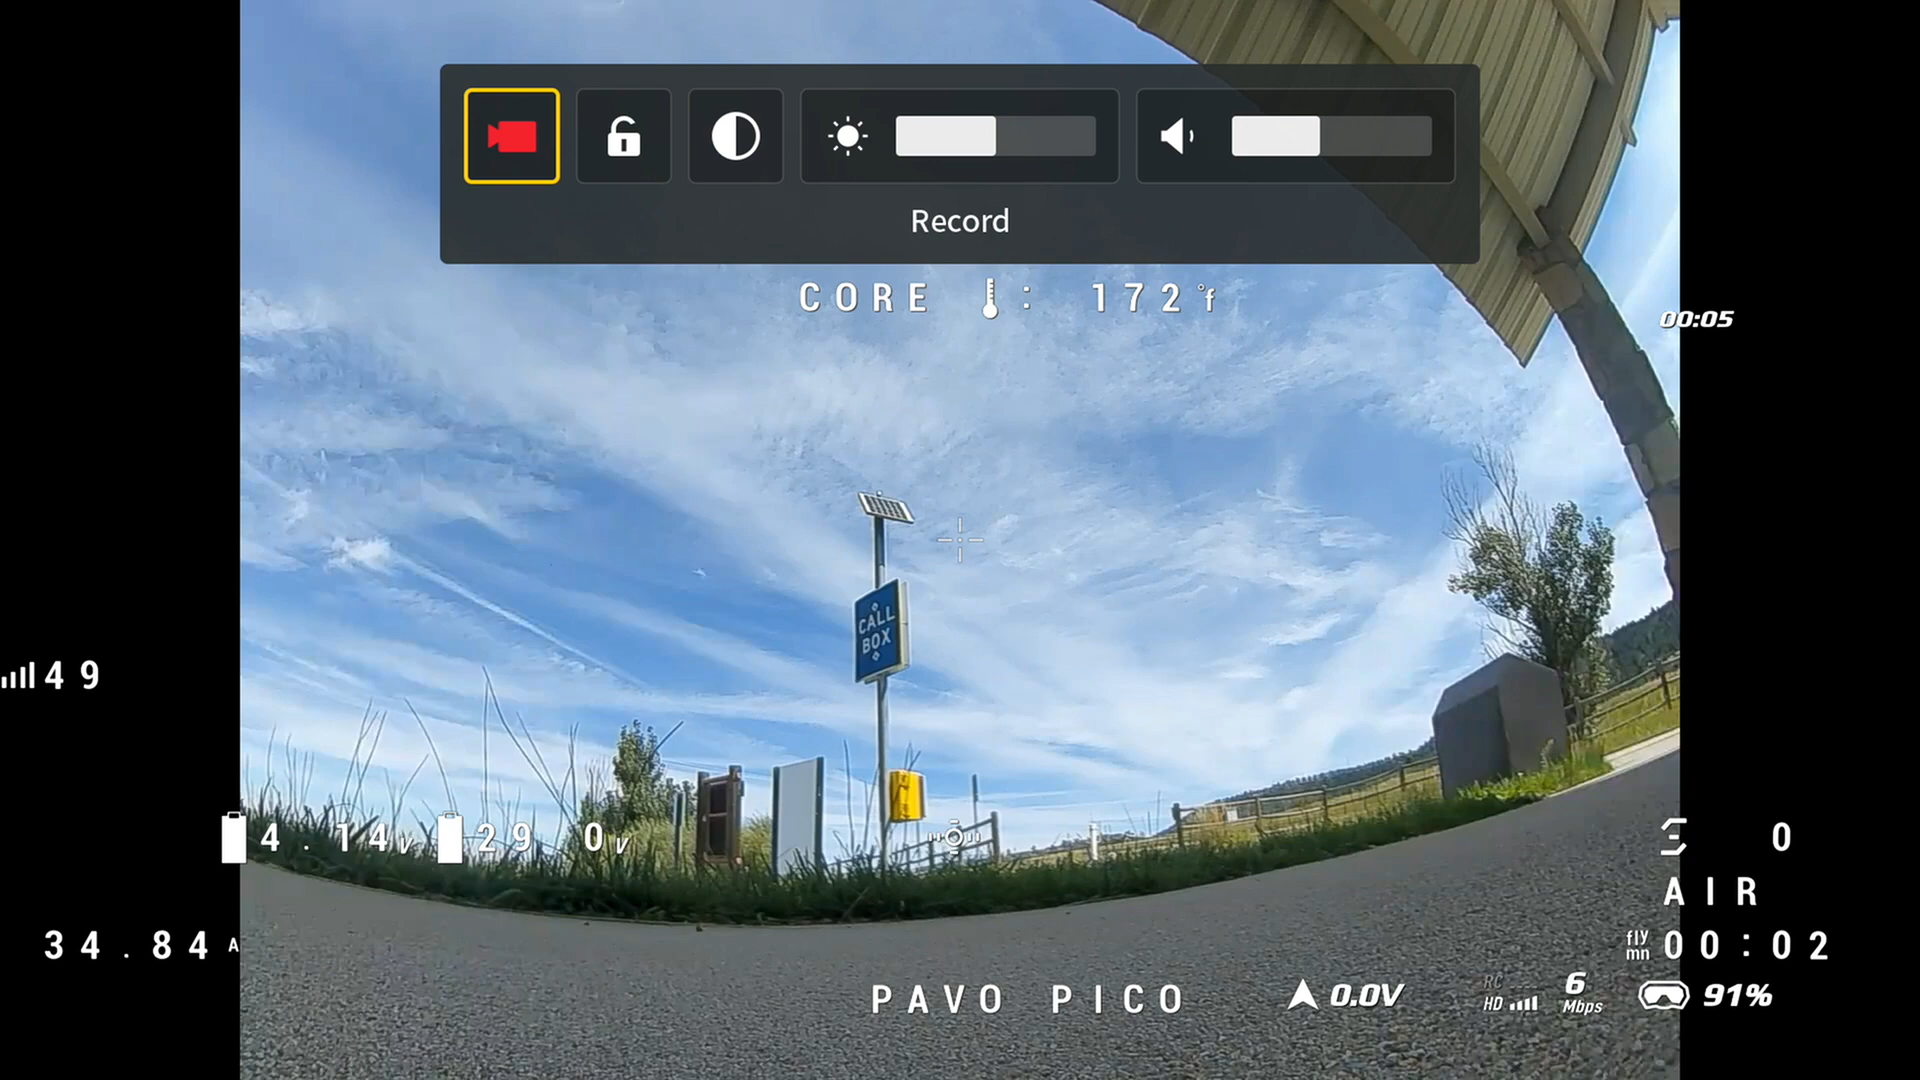 Record
CORE : 172°f
00:05
CALL
BOX
49
4.14v 29 0v
0
AIR
34.84A
fly
mn 00:02
PAVO PICO
0.0V
RC
HD
6
Mbps
91%